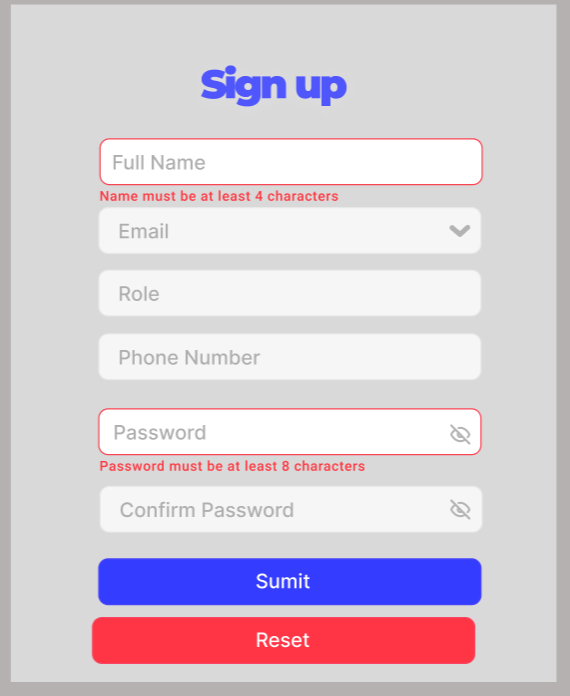 Sign up
Full Name
Name must be at least 4 characters
Email
Role
Phone Number
Password
Password must be at least 8 characters
Confirm Password
Sumit
Reset